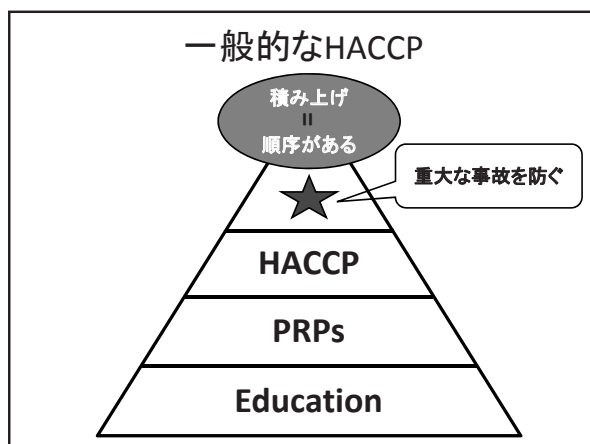 一般的なHACCP
積み上げ
=
順序がある
重大な事故を防ぐ
HACCP
PRPs
Education